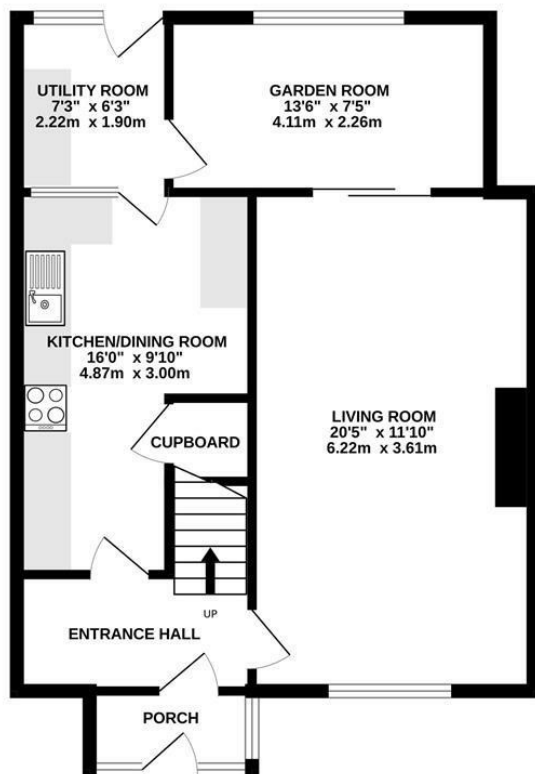 UTILITY ROOM
7'3" x 6'3"
2.22m x 1.90m
GARDEN ROOM
13'6" x 7'5"
4.11m x 2.26m
KITCHEN/DINING ROOM
16'0" x 9'10"
4.87m x 3.00m
CUPBOARD
LIVING ROOM
20'5" x 11'10"
6.22m x 3.61m
UP
ENTRANCE HALL
PORCH